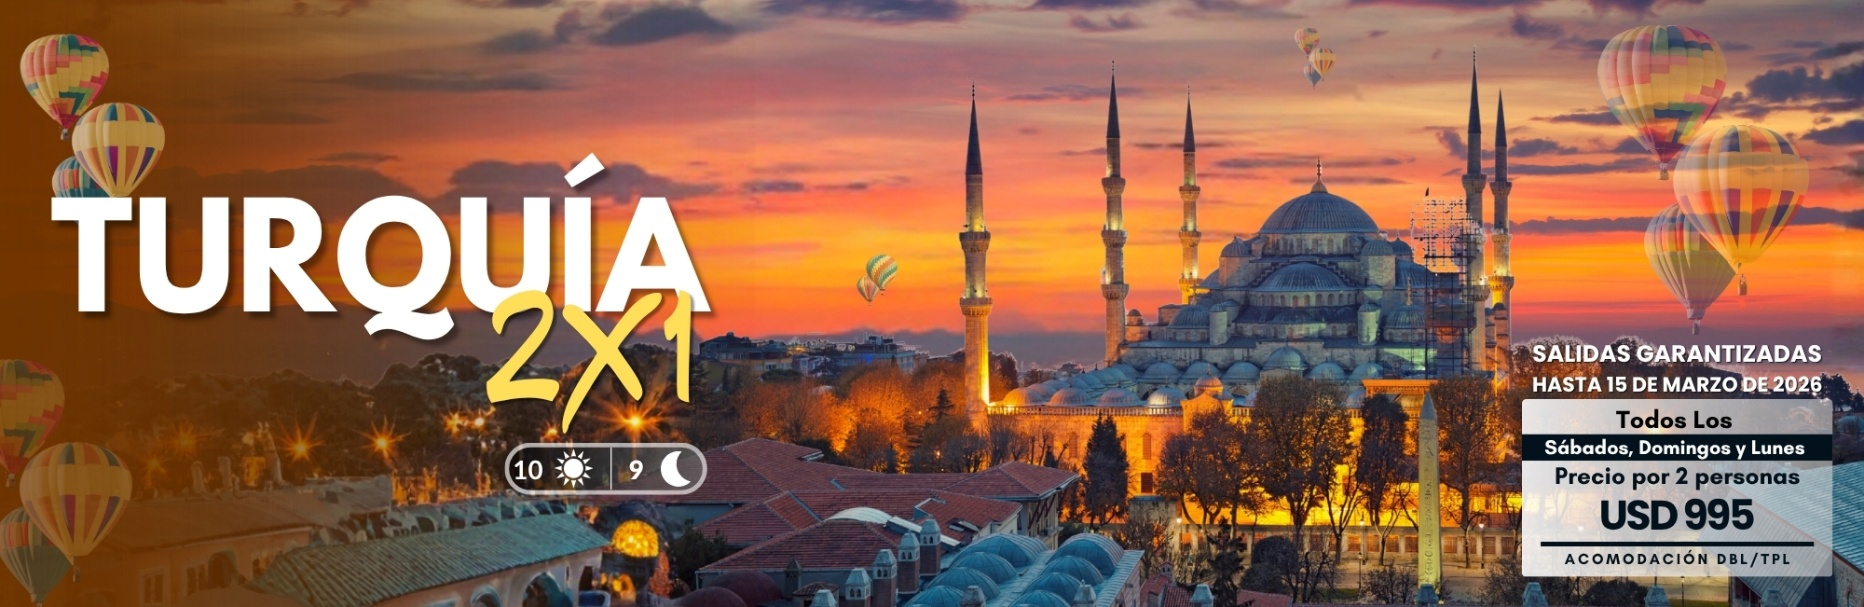 TURQUÍA
2X1
10 9
SALIDAS GARANTIZADAS
HASTA 15 DE MARZO DE 2026
Todos Los
Sábados, Domingos y Lunes
Precio por 2 personas
USD 995
ACOMODACIÓN DBL/TPL